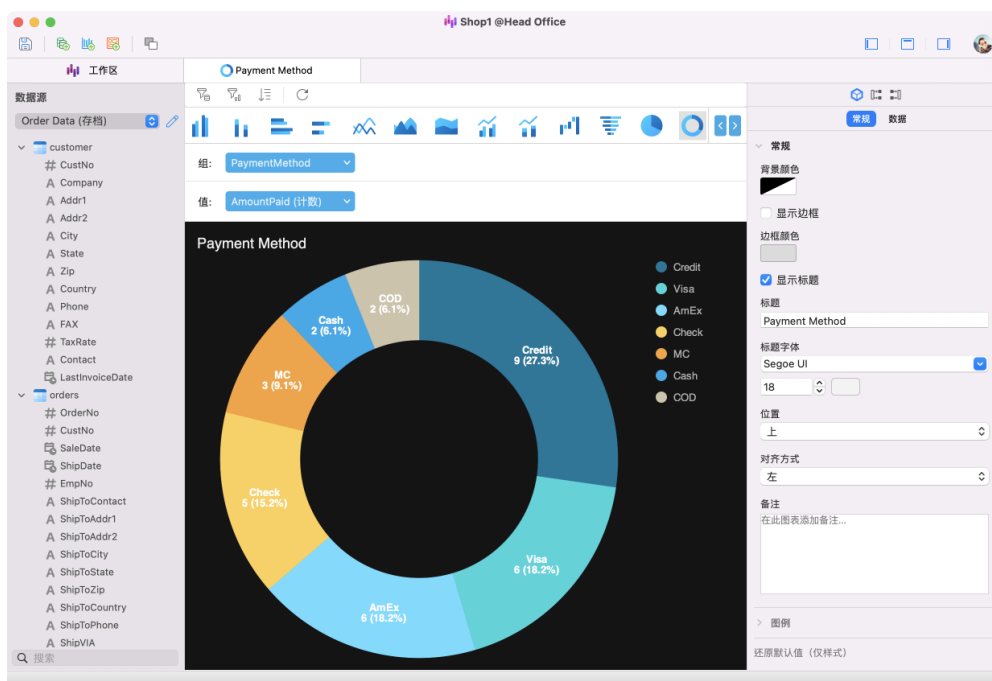 Shop1 @Head Office
工作区
Payment Method
数据源
Order Data (存档)
customer
CustNo
Company
Addr1
Addr2
City
State
Zip
Country
Phone
FAX
TaxRate
Contact
LastInvoiceDate
orders
OrderNo
CustNo
SaleDate
ShipDate
EmpNo
ShipToContact
ShipToAddr1
ShipToAddr2
ShipToCity
ShipToState
ShipToZip
ShipToCountry
ShipToPhone
ShipVIA
搜索
组: PaymentMethod
值: AmountPaid (计数)
Payment Method
COD
2 (6.1%)
Cash
2 (6.1%)
Credit
9 (27.3%)
MC
3 (9.1%)
Check
5 (15.2%)
Visa
6 (18.2%)
AmEx
6 (18.2%)
Credit
Visa
AmEx
Check
MC
Cash
COD
常规 数据
常规
背景颜色
显示边框
边框颜色
显示标题
标题
Payment Method
标题字体
Segoe UI
18
位置
上
对齐方式
左
备注
在此图表添加备注...
图例
还原默认值（仅样式）